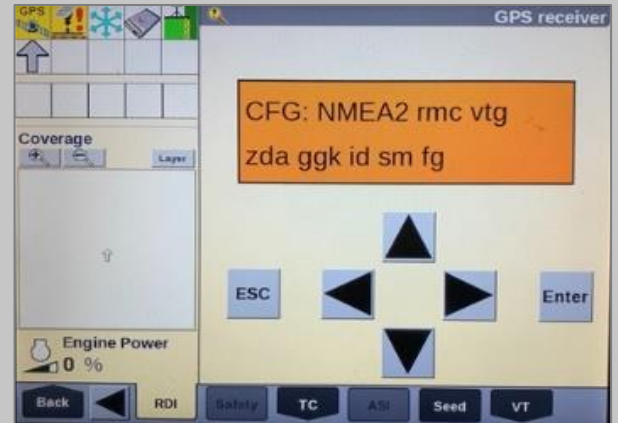 GPS
GPS receiver
CFG: NMEA2 rmc vtg
zda ggk id sm fg
Coverage
Layer
ESC
Enter
Engine Power
0 %
Back
RDI
Safety
TC
ASI
Seed
VT